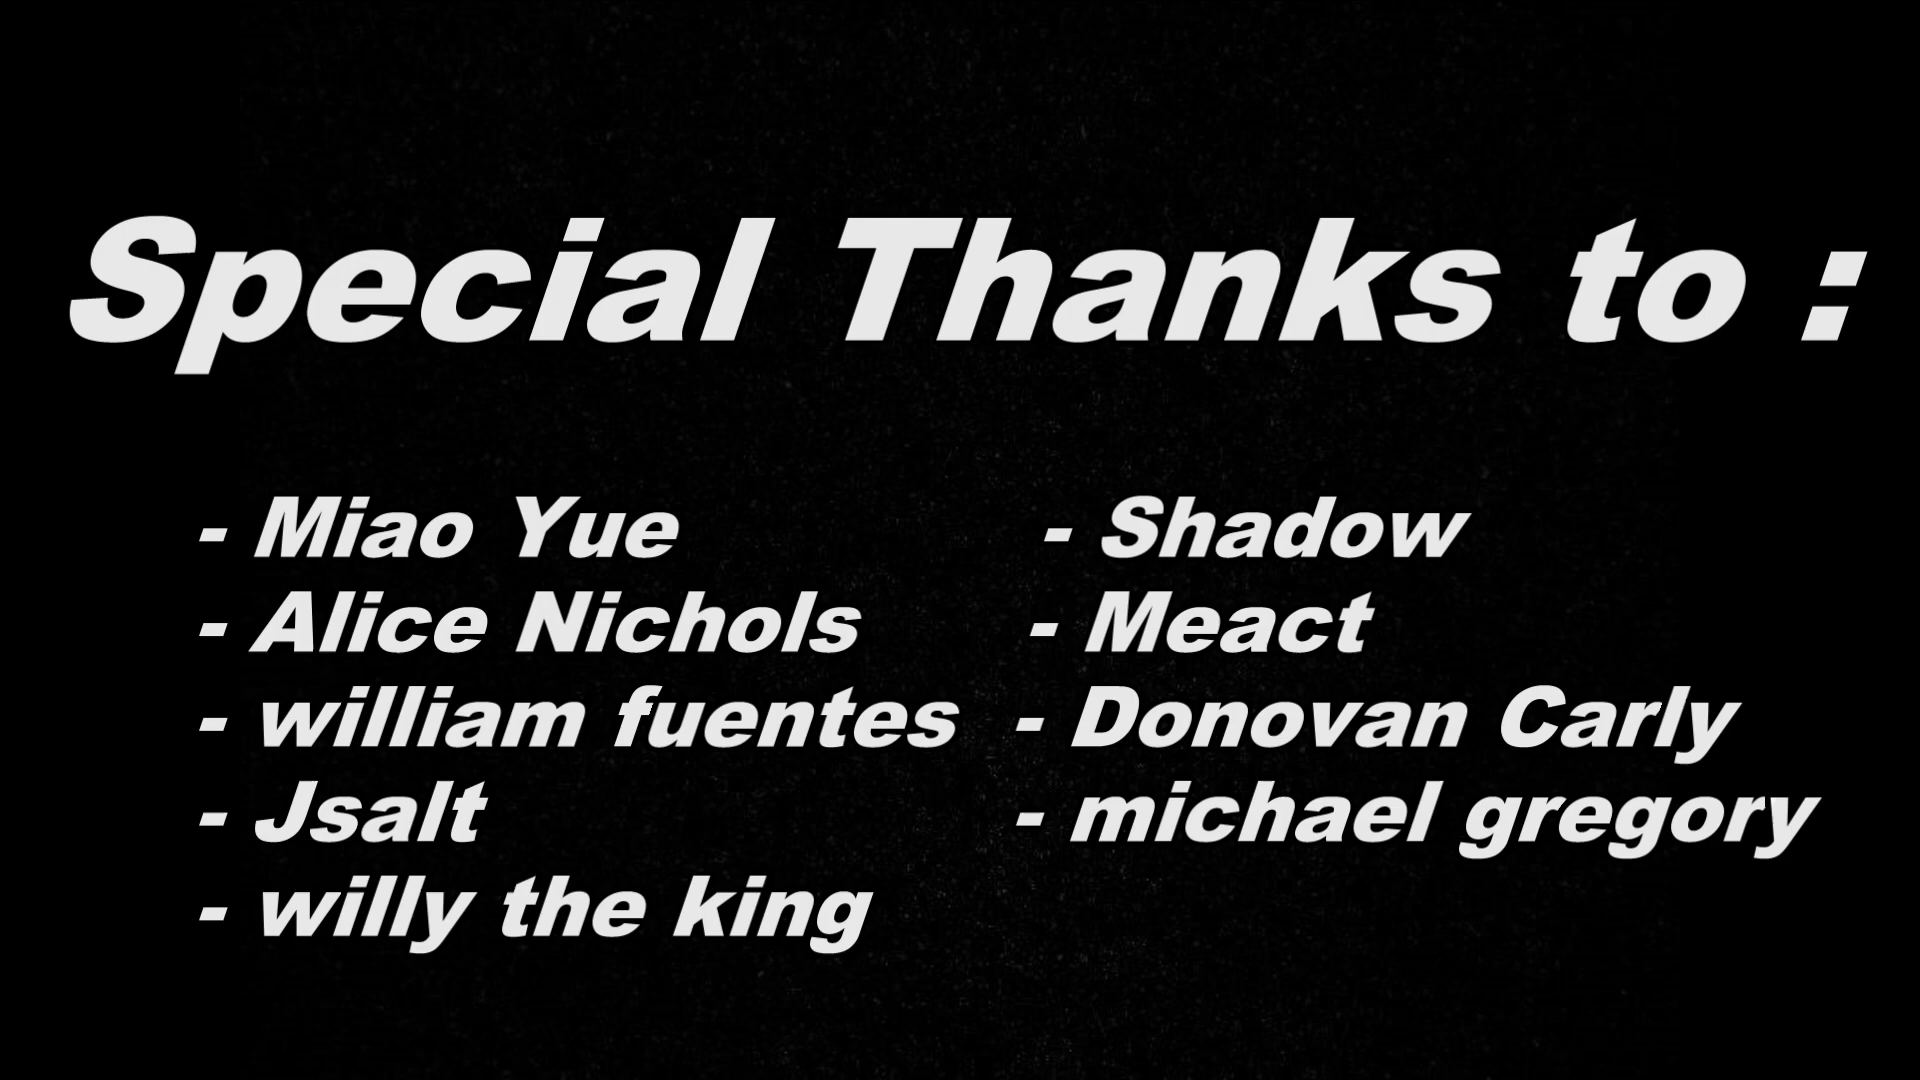 Special Thanks to :
- Miao Yue
- Alice Nichols
- william fuentes
- Jsalt
- willy the king
- Shadow
- Meact
- Donovan Carly
- michael gregory